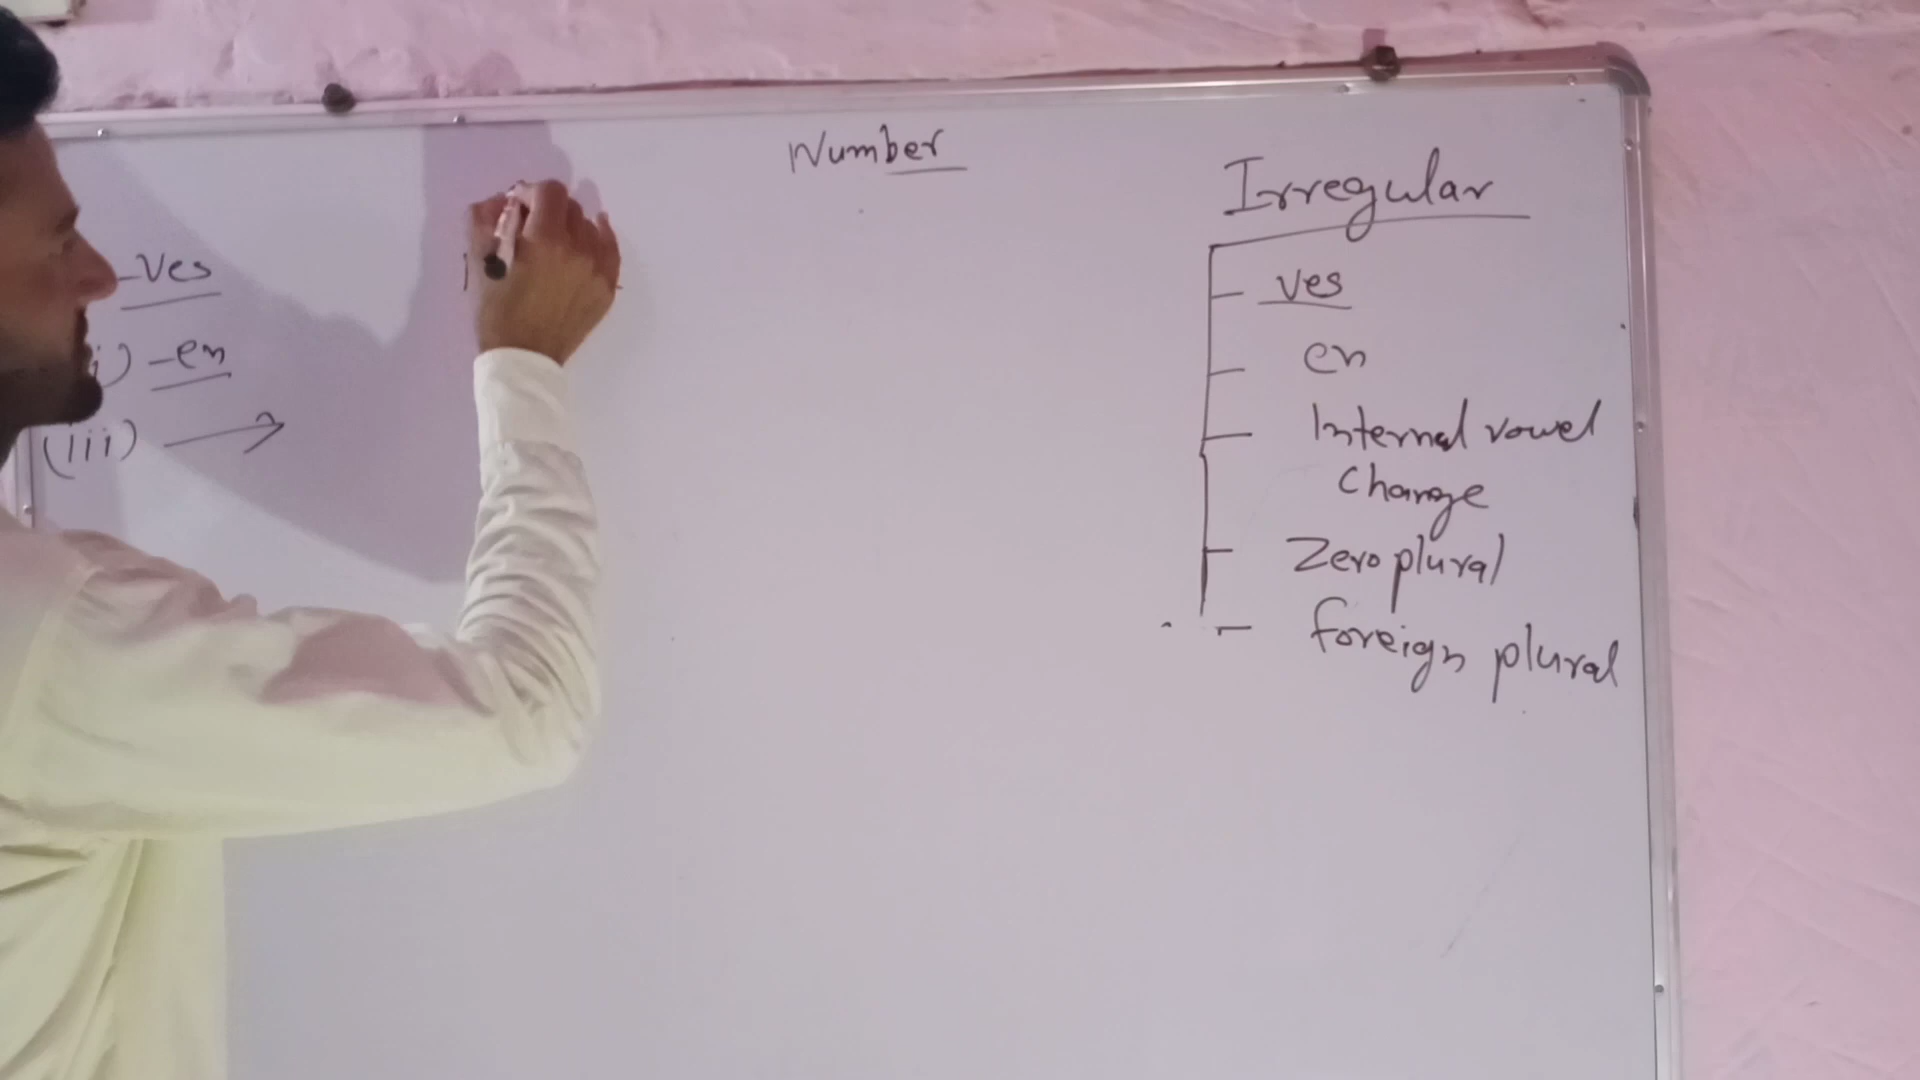 Number
-ves
i) -en
(iii) →
Irregular
ves
en
Internal vowel
change
Zero plural
foreign plural